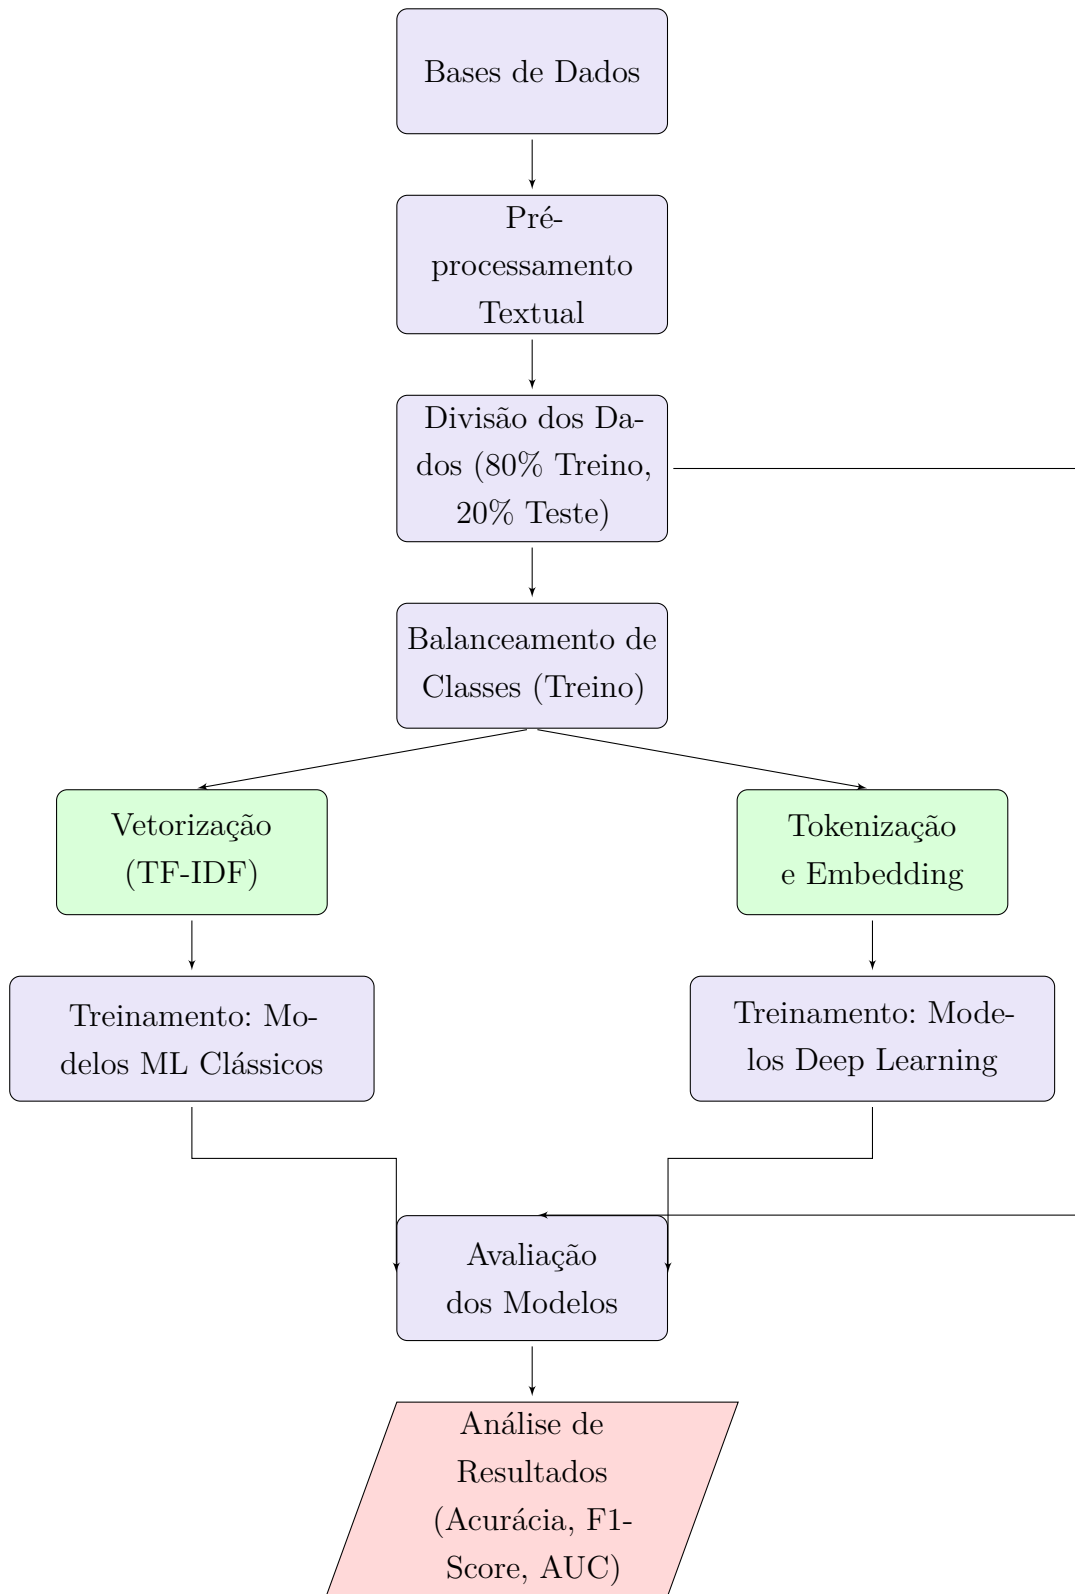 Bases de Dados
Pré-
processamento
Textual
Divisão dos Da-
dos (80% Treino,
20% Teste)
Balanceamento de
Classes (Treino)
Vetorização
(TF-IDF)
Tokenização
e Embedding
Treinamento: Mo-
delos ML Clássicos
Treinamento: Mode-
los Deep Learning
Avaliação
dos Modelos
Análise de
Resultados
(Acurácia, F1-
Score, AUC)